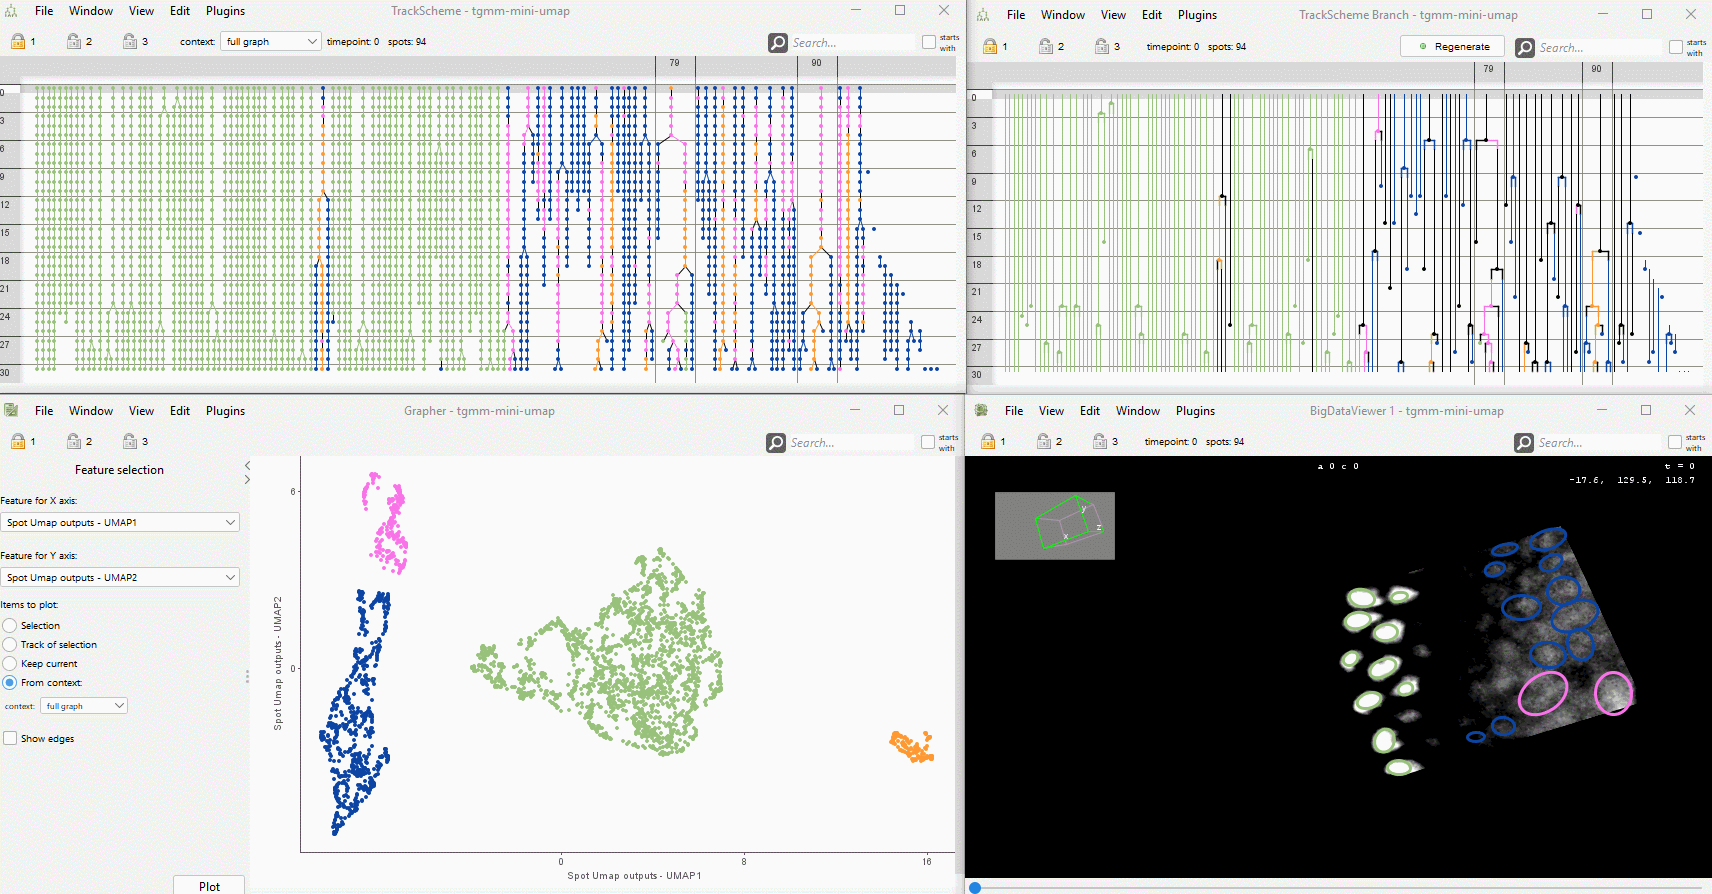 File Window View Edit Plugins TrackScheme - tgmm-mini-umap
1 2 3 context: full graph timepoint: 0 spots: 94 Search... starts with
79 90
0
3
6
9
12
15
18
21
24
27
30
File Window View Edit Plugins TrackScheme Branch - tgmm-mini-umap
1 2 3 timepoint: 0 spots: 94 Regenerate Search... starts with
79 90
0
3
6
9
12
15
18
21
24
27
30
File Window View Edit Plugins Grapher - tgmm-mini-umap
1 2 3 Search... starts with
Feature selection
Feature for X axis:
Spot Umap outputs - UMAP1
Feature for Y axis:
Spot Umap outputs - UMAP2
Items to plot:
Selection
Track of selection
Keep current
From context:
context: full graph
Show edges
Plot
Spot Umap outputs - UMAP2
6
0
0 8 16
Spot Umap outputs - UMAP1
File View Edit Window Plugins BigDataViewer 1 - tgmm-mini-umap
1 2 3 timepoint: 0 spots: 94 Search... starts with
a 0 c 0 t = 0
-17.6, 129.5, 118.7
y
z
x